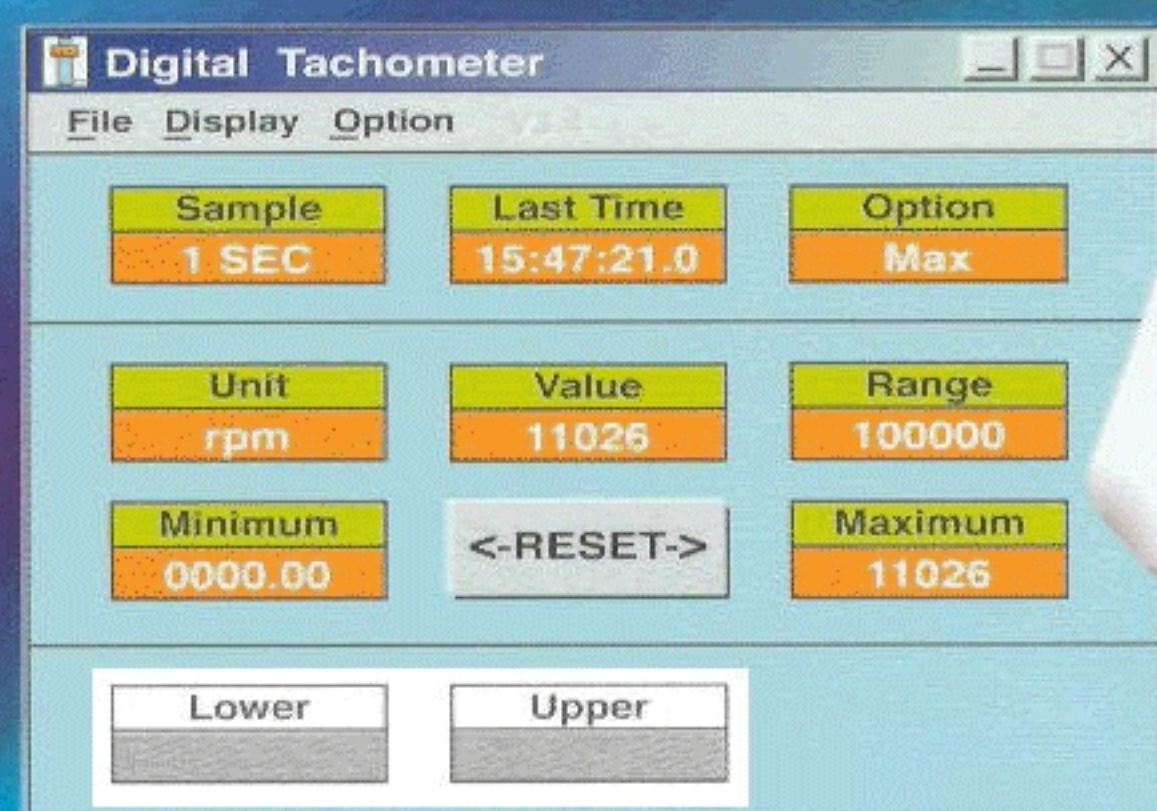 Digital Tachometer
File Display Option
Sample Last Time Option
1 SEC 15:47:21.0 Max
Unit Value Range
rpm 11026 100000
Minimum <-RESET-> Maximum
0000.00 11026
Lower Upper